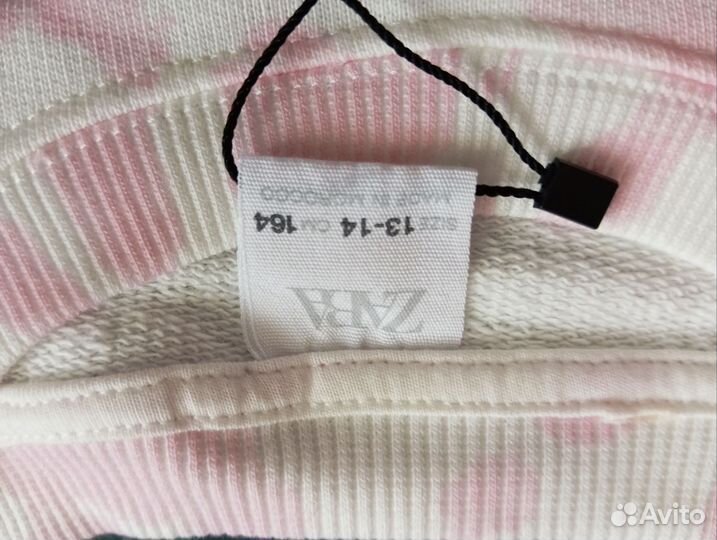 ZARA
SIZE 13-14 CM 164
MADE IN MOROCCO
Avito